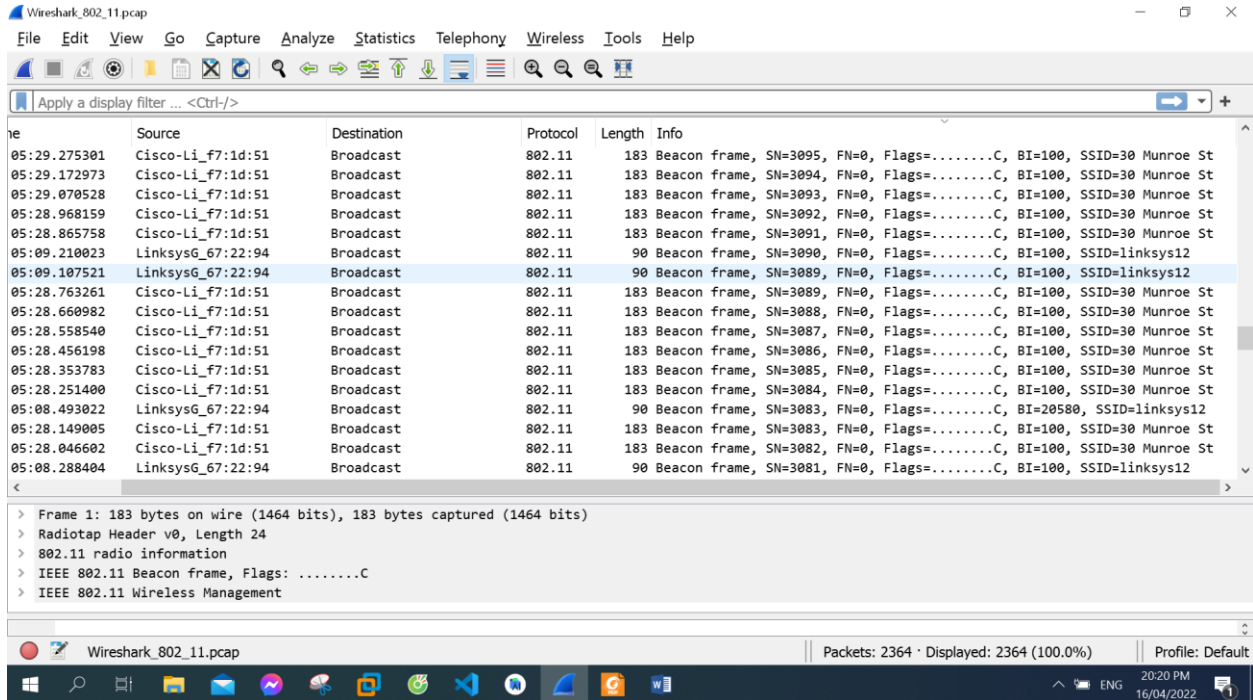 Wireshark_802_11.pcap
File Edit View Go Capture Analyze Statistics Telephony Wireless Tools Help
Apply a display filter ... <Ctrl-/>
Source Destination Protocol Length Info
05:29.275301 Cisco-Li_f7:1d:51 Broadcast 802.11 183 Beacon frame, SN=3095, FN=0, Flags=........C, BI=100, SSID=30 Munroe St
05:29.172973 Cisco-Li_f7:1d:51 Broadcast 802.11 183 Beacon frame, SN=3094, FN=0, Flags=........C, BI=100, SSID=30 Munroe St
05:29.070528 Cisco-Li_f7:1d:51 Broadcast 802.11 183 Beacon frame, SN=3093, FN=0, Flags=........C, BI=100, SSID=30 Munroe St
05:28.968159 Cisco-Li_f7:1d:51 Broadcast 802.11 183 Beacon frame, SN=3092, FN=0, Flags=........C, BI=100, SSID=30 Munroe St
05:28.865758 Cisco-Li_f7:1d:51 Broadcast 802.11 183 Beacon frame, SN=3091, FN=0, Flags=........C, BI=100, SSID=30 Munroe St
05:09.210023 LinksysG_67:22:94 Broadcast 802.11 90 Beacon frame, SN=3090, FN=0, Flags=........C, BI=100, SSID=linksys12
05:09.107521 LinksysG_67:22:94 Broadcast 802.11 90 Beacon frame, SN=3089, FN=0, Flags=........C, BI=100, SSID=linksys12
05:28.763261 Cisco-Li_f7:1d:51 Broadcast 802.11 183 Beacon frame, SN=3089, FN=0, Flags=........C, BI=100, SSID=30 Munroe St
05:28.660982 Cisco-Li_f7:1d:51 Broadcast 802.11 183 Beacon frame, SN=3088, FN=0, Flags=........C, BI=100, SSID=30 Munroe St
05:28.558540 Cisco-Li_f7:1d:51 Broadcast 802.11 183 Beacon frame, SN=3087, FN=0, Flags=........C, BI=100, SSID=30 Munroe St
05:28.456198 Cisco-Li_f7:1d:51 Broadcast 802.11 183 Beacon frame, SN=3086, FN=0, Flags=........C, BI=100, SSID=30 Munroe St
05:28.353783 Cisco-Li_f7:1d:51 Broadcast 802.11 183 Beacon frame, SN=3085, FN=0, Flags=........C, BI=100, SSID=30 Munroe St
05:28.251400 Cisco-Li_f7:1d:51 Broadcast 802.11 183 Beacon frame, SN=3084, FN=0, Flags=........C, BI=100, SSID=30 Munroe St
05:08.493022 LinksysG_67:22:94 Broadcast 802.11 90 Beacon frame, SN=3083, FN=0, Flags=........C, BI=20580, SSID=linksys12
05:28.149005 Cisco-Li_f7:1d:51 Broadcast 802.11 183 Beacon frame, SN=3083, FN=0, Flags=........C, BI=100, SSID=30 Munroe St
05:28.046602 Cisco-Li_f7:1d:51 Broadcast 802.11 183 Beacon frame, SN=3082, FN=0, Flags=........C, BI=100, SSID=30 Munroe St
05:08.288404 LinksysG_67:22:94 Broadcast 802.11 90 Beacon frame, SN=3081, FN=0, Flags=........C, BI=100, SSID=linksys12
Frame 1: 183 bytes on wire (1464 bits), 183 bytes captured (1464 bits)
Radiotap Header v0, Length 24
802.11 radio information
IEEE 802.11 Beacon frame, Flags: ........C
IEEE 802.11 Wireless Management
Wireshark_802_11.pcap Packets: 2364 · Displayed: 2364 (100.0%) Profile: Default
ENG 20:20 PM
16/04/2022